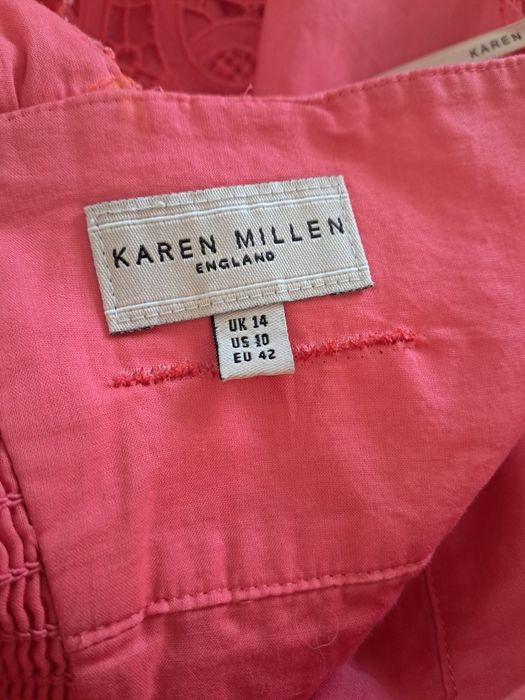 KAREN
KAREN MILLEN
ENGLAND
UK 14
US 10
EU 42